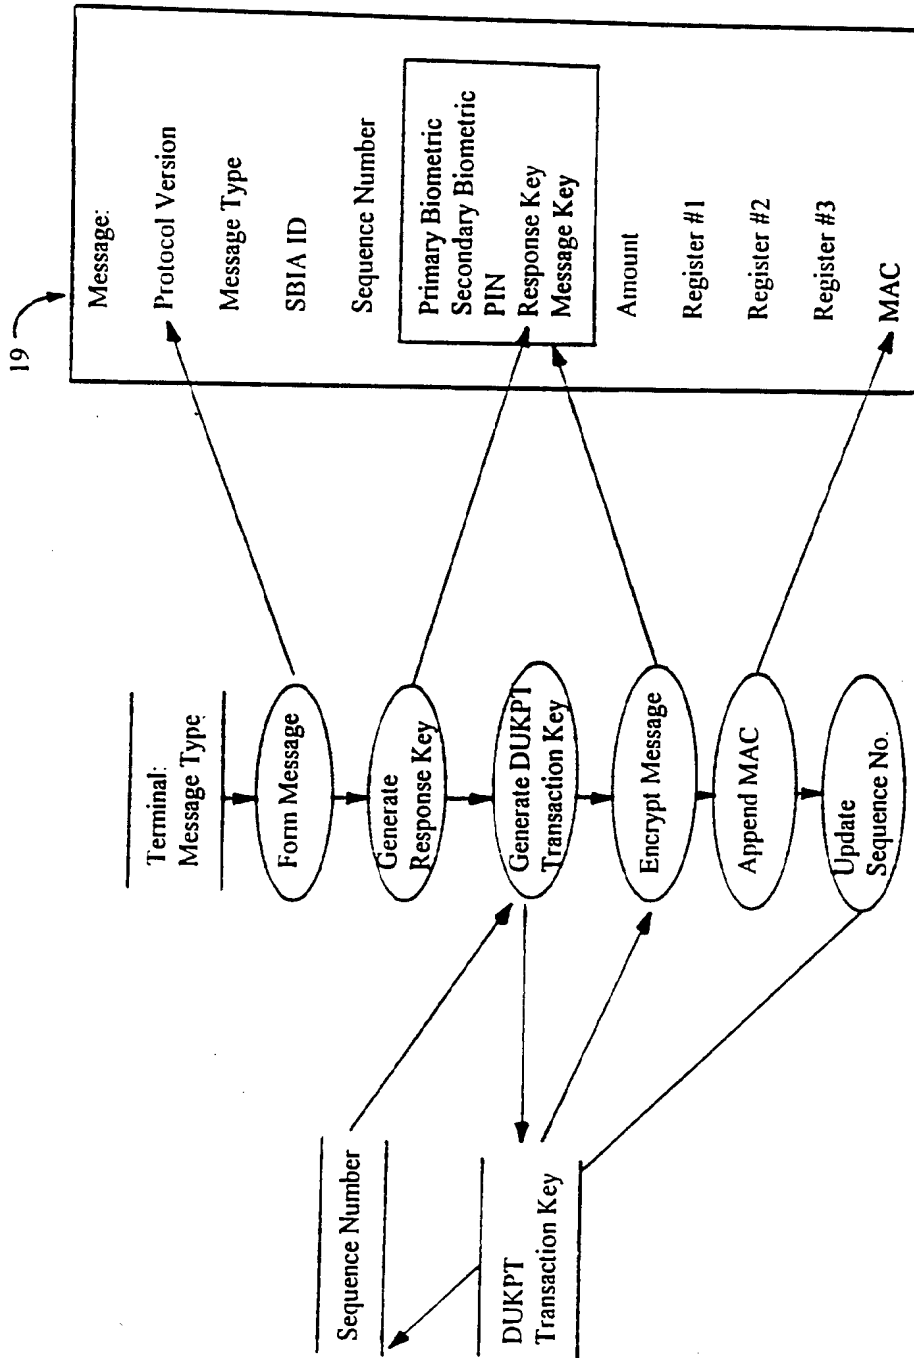 19
Message:
Protocol Version
Message Type
SBIA ID
Sequence Number
Primary Biometric
Secondary Biometric
PIN
Response Key
Message Key
Amount
Register #1
Register #2
Register #3
MAC
Terminal:
Message Type
Form Message
Generate
Response Key
Generate DUKPT
Transaction Key
Encrypt Message
Append MAC
Update
Sequence No.
Sequence Number
DUKPT
Transaction Key